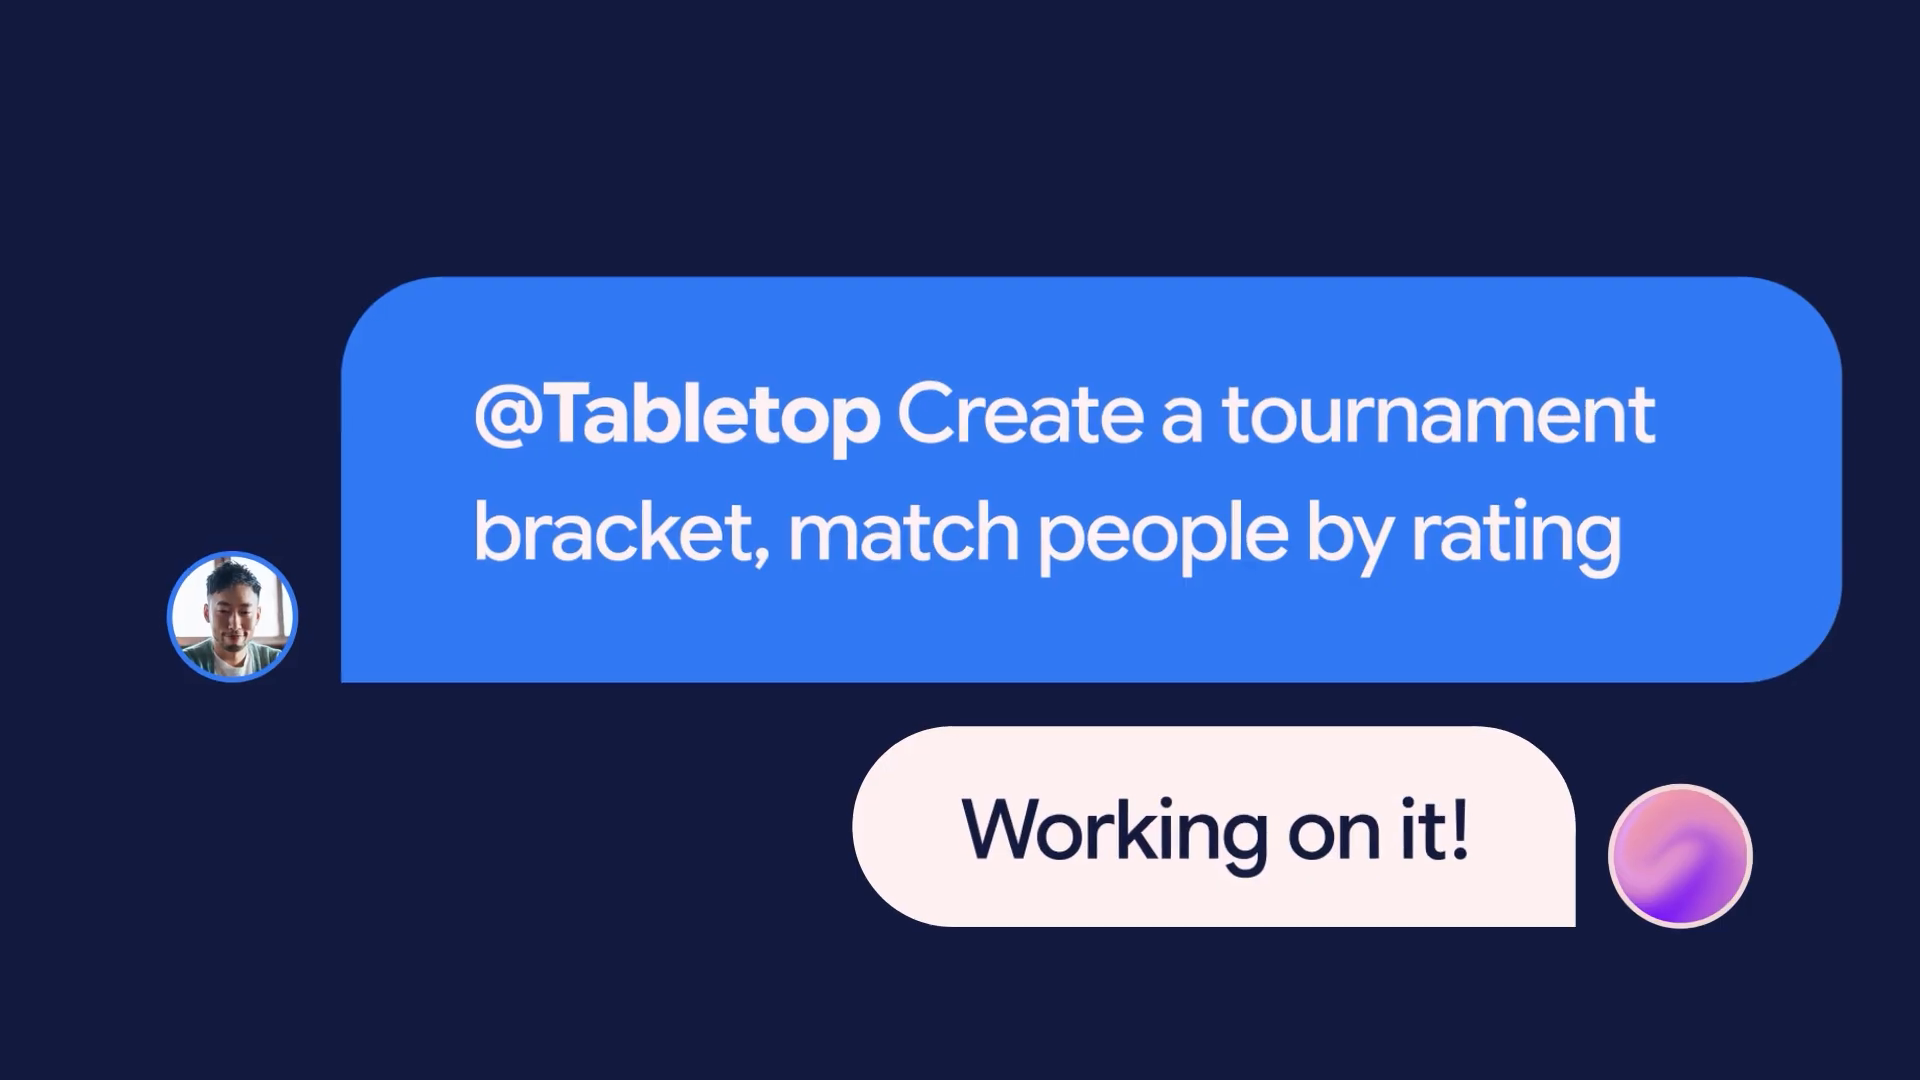 @Tabletop Create a tournament
bracket, match people by rating
Working on it!